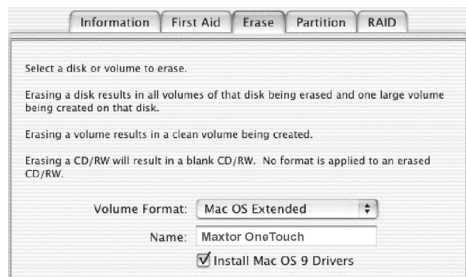 Information First Aid Erase Partition RAID
Select a disk or volume to erase.
Erasing a disk results in all volumes of that disk being erased and one large volume
being created on that disk.
Erasing a volume results in a clean volume being created.
Erasing a CD/RW will result in a blank CD/RW. No format is applied to an erased
CD/RW.
Volume Format: Mac OS Extended
Name: Maxtor OneTouch
Install Mac OS 9 Drivers